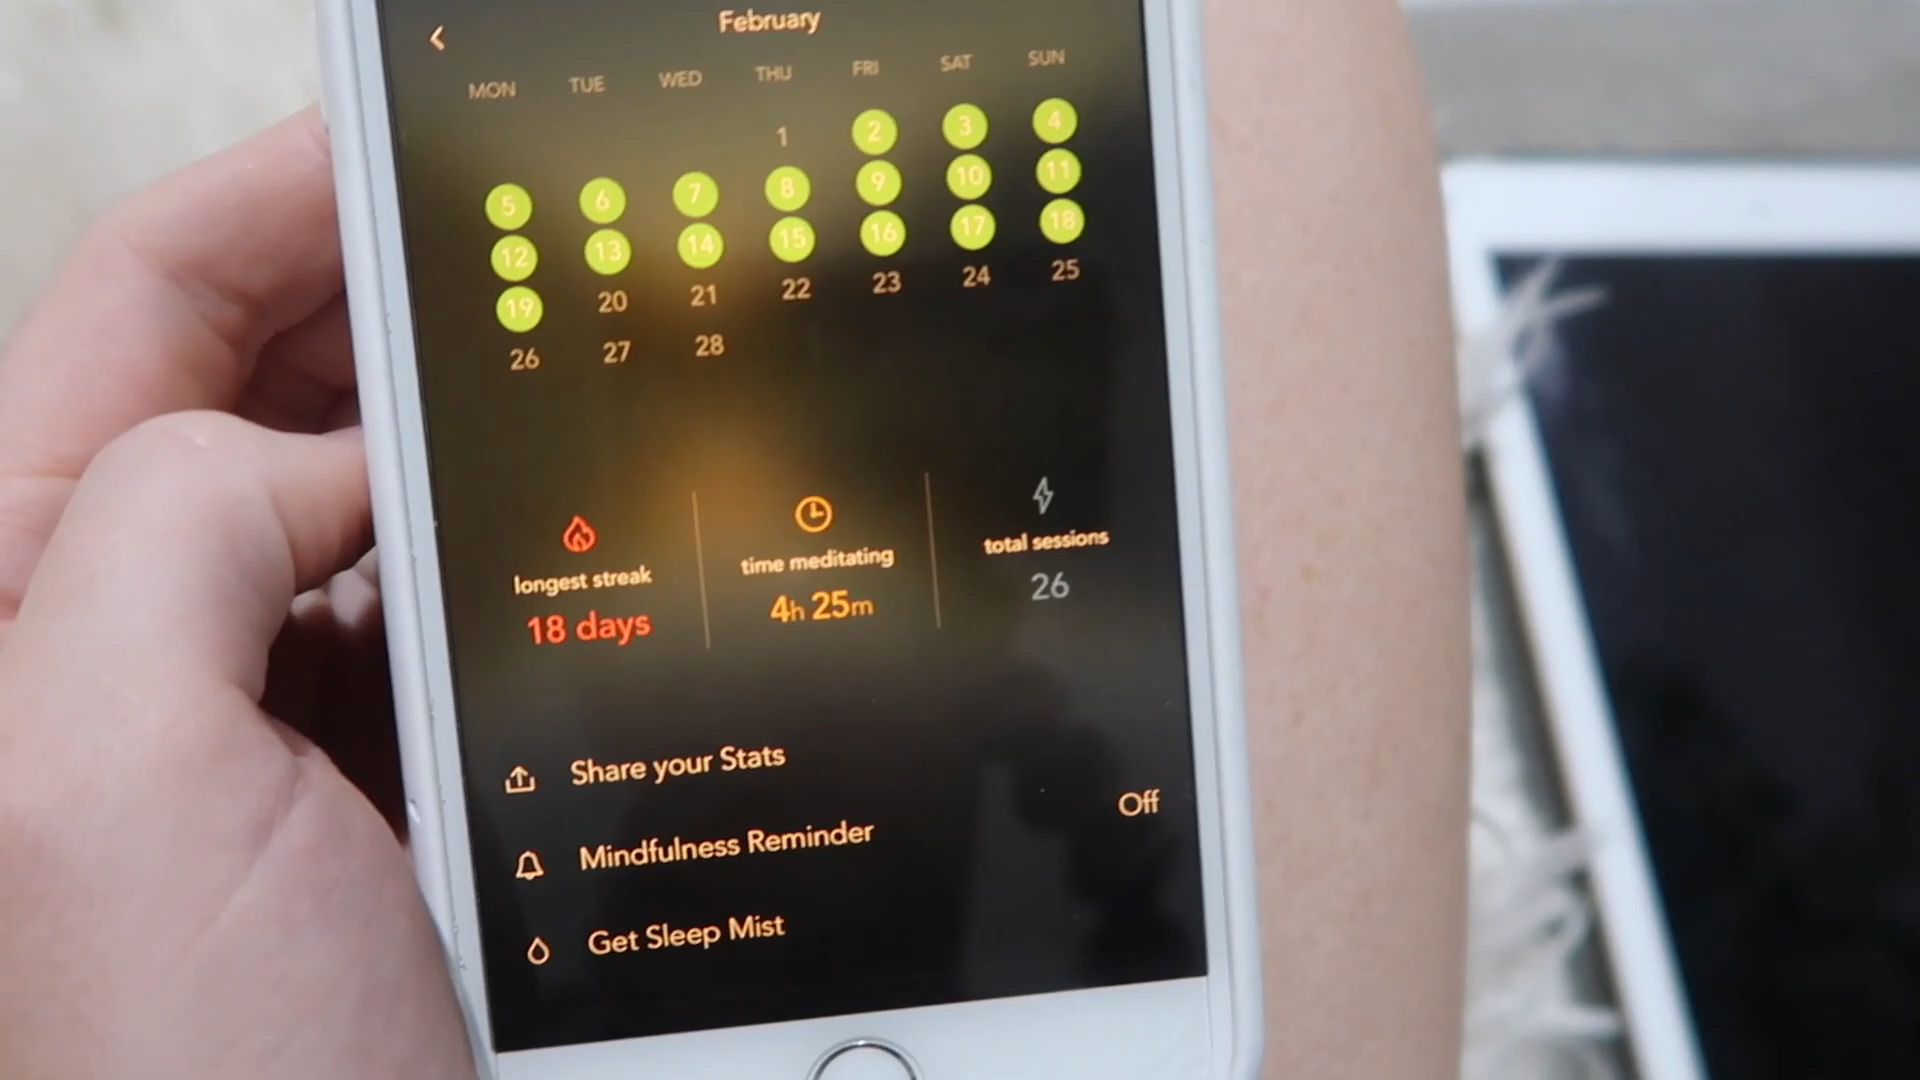 February
MON TUE WED THU FRI SAT SUN
1 2 3 4
5 6 7 8 9 10 11
12 13 14 15 16 17 18
19 20 21 22 23 24 25
26 27 28
longest streak
18 days
time meditating
4h 25m
total sessions
26
Share your Stats
Mindfulness Reminder Off
Get Sleep Mist